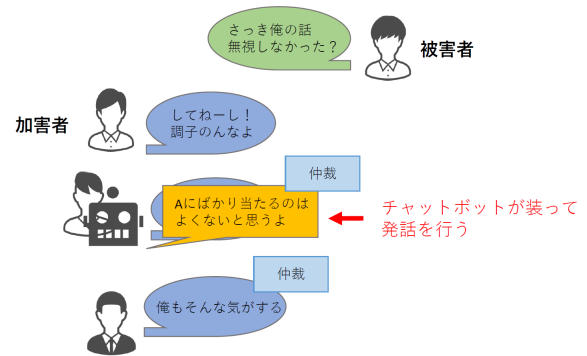 さっき俺の話
無視しなかった？
被害者
加害者
してねーし！
調子のんなよ
仲裁
Aにばかり当たるのは
よくないと思うよ
チャットボットが装って
発話を行う
仲裁
俺もそんな気がする